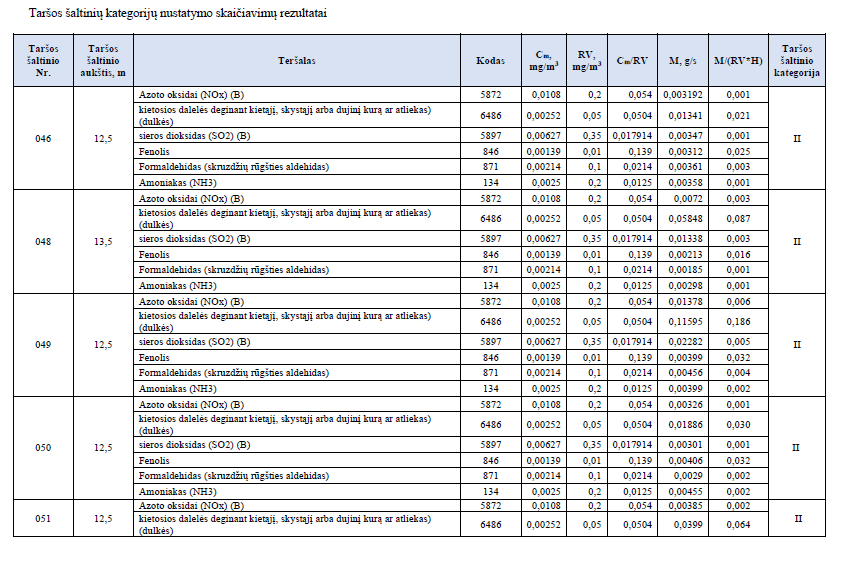 Taršos šaltinių kategorijų nustatymo skaičiavimų rezultatai
Taršos šaltinio Nr. | Taršos šaltinio aukštis, m | Teršalas | Kodas | Cm, mg/m³ | RV, mg/m³ | Cm/RV | M, g/s | M/(RV*H) | Taršos šaltinio kategorija
046 | 12,5 | Azoto oksidai (NOx) (B) | 5872 | 0,0108 | 0,2 | 0,054 | 0,003192 | 0,001 | II
kietosios dalelės deginant kietąjį, skystąjį arba dujinį kurą ar atliekas) (dulkės) | 6486 | 0,00252 | 0,05 | 0,0504 | 0,01341 | 0,021
sieros dioksidas (SO2) (B) | 5897 | 0,00627 | 0,35 | 0,017914 | 0,00347 | 0,001
Fenolis | 846 | 0,00139 | 0,01 | 0,139 | 0,00312 | 0,025
Formaldehidas (skruzdžių rūgšties aldehidas) | 871 | 0,00214 | 0,1 | 0,0214 | 0,00361 | 0,003
Amoniakas (NH3) | 134 | 0,0025 | 0,2 | 0,0125 | 0,00358 | 0,001
048 | 13,5 | Azoto oksidai (NOx) (B) | 5872 | 0,0108 | 0,2 | 0,054 | 0,0072 | 0,003 | II
kietosios dalelės deginant kietąjį, skystąjį arba dujinį kurą ar atliekas) (dulkės) | 6486 | 0,00252 | 0,05 | 0,0504 | 0,05848 | 0,087
sieros dioksidas (SO2) (B) | 5897 | 0,00627 | 0,35 | 0,017914 | 0,01338 | 0,003
Fenolis | 846 | 0,00139 | 0,01 | 0,139 | 0,00213 | 0,016
Formaldehidas (skruzdžių rūgšties aldehidas) | 871 | 0,00214 | 0,1 | 0,0214 | 0,00185 | 0,001
Amoniakas (NH3) | 134 | 0,0025 | 0,2 | 0,0125 | 0,00298 | 0,001
049 | 12,5 | Azoto oksidai (NOx) (B) | 5872 | 0,0108 | 0,2 | 0,054 | 0,01378 | 0,006 | II
kietosios dalelės deginant kietąjį, skystąjį arba dujinį kurą ar atliekas) (dulkės) | 6486 | 0,00252 | 0,05 | 0,0504 | 0,11595 | 0,186
sieros dioksidas (SO2) (B) | 5897 | 0,00627 | 0,35 | 0,017914 | 0,02282 | 0,005
Fenolis | 846 | 0,00139 | 0,01 | 0,139 | 0,00399 | 0,032
Formaldehidas (skruzdžių rūgšties aldehidas) | 871 | 0,00214 | 0,1 | 0,0214 | 0,00456 | 0,004
Amoniakas (NH3) | 134 | 0,0025 | 0,2 | 0,0125 | 0,00399 | 0,002
050 | 12,5 | Azoto oksidai (NOx) (B) | 5872 | 0,0108 | 0,2 | 0,054 | 0,00326 | 0,001 | II
kietosios dalelės deginant kietąjį, skystąjį arba dujinį kurą ar atliekas) (dulkės) | 6486 | 0,00252 | 0,05 | 0,0504 | 0,01886 | 0,030
sieros dioksidas (SO2) (B) | 5897 | 0,00627 | 0,35 | 0,017914 | 0,00301 | 0,001
Fenolis | 846 | 0,00139 | 0,01 | 0,139 | 0,00406 | 0,032
Formaldehidas (skruzdžių rūgšties aldehidas) | 871 | 0,00214 | 0,1 | 0,0214 | 0,0029 | 0,002
Amoniakas (NH3) | 134 | 0,0025 | 0,2 | 0,0125 | 0,00455 | 0,002
051 | 12,5 | Azoto oksidai (NOx) (B) | 5872 | 0,0108 | 0,2 | 0,054 | 0,00385 | 0,002 | II
kietosios dalelės deginant kietąjį, skystąjį arba dujinį kurą ar atliekas) (dulkės) | 6486 | 0,00252 | 0,05 | 0,0504 | 0,0399 | 0,064